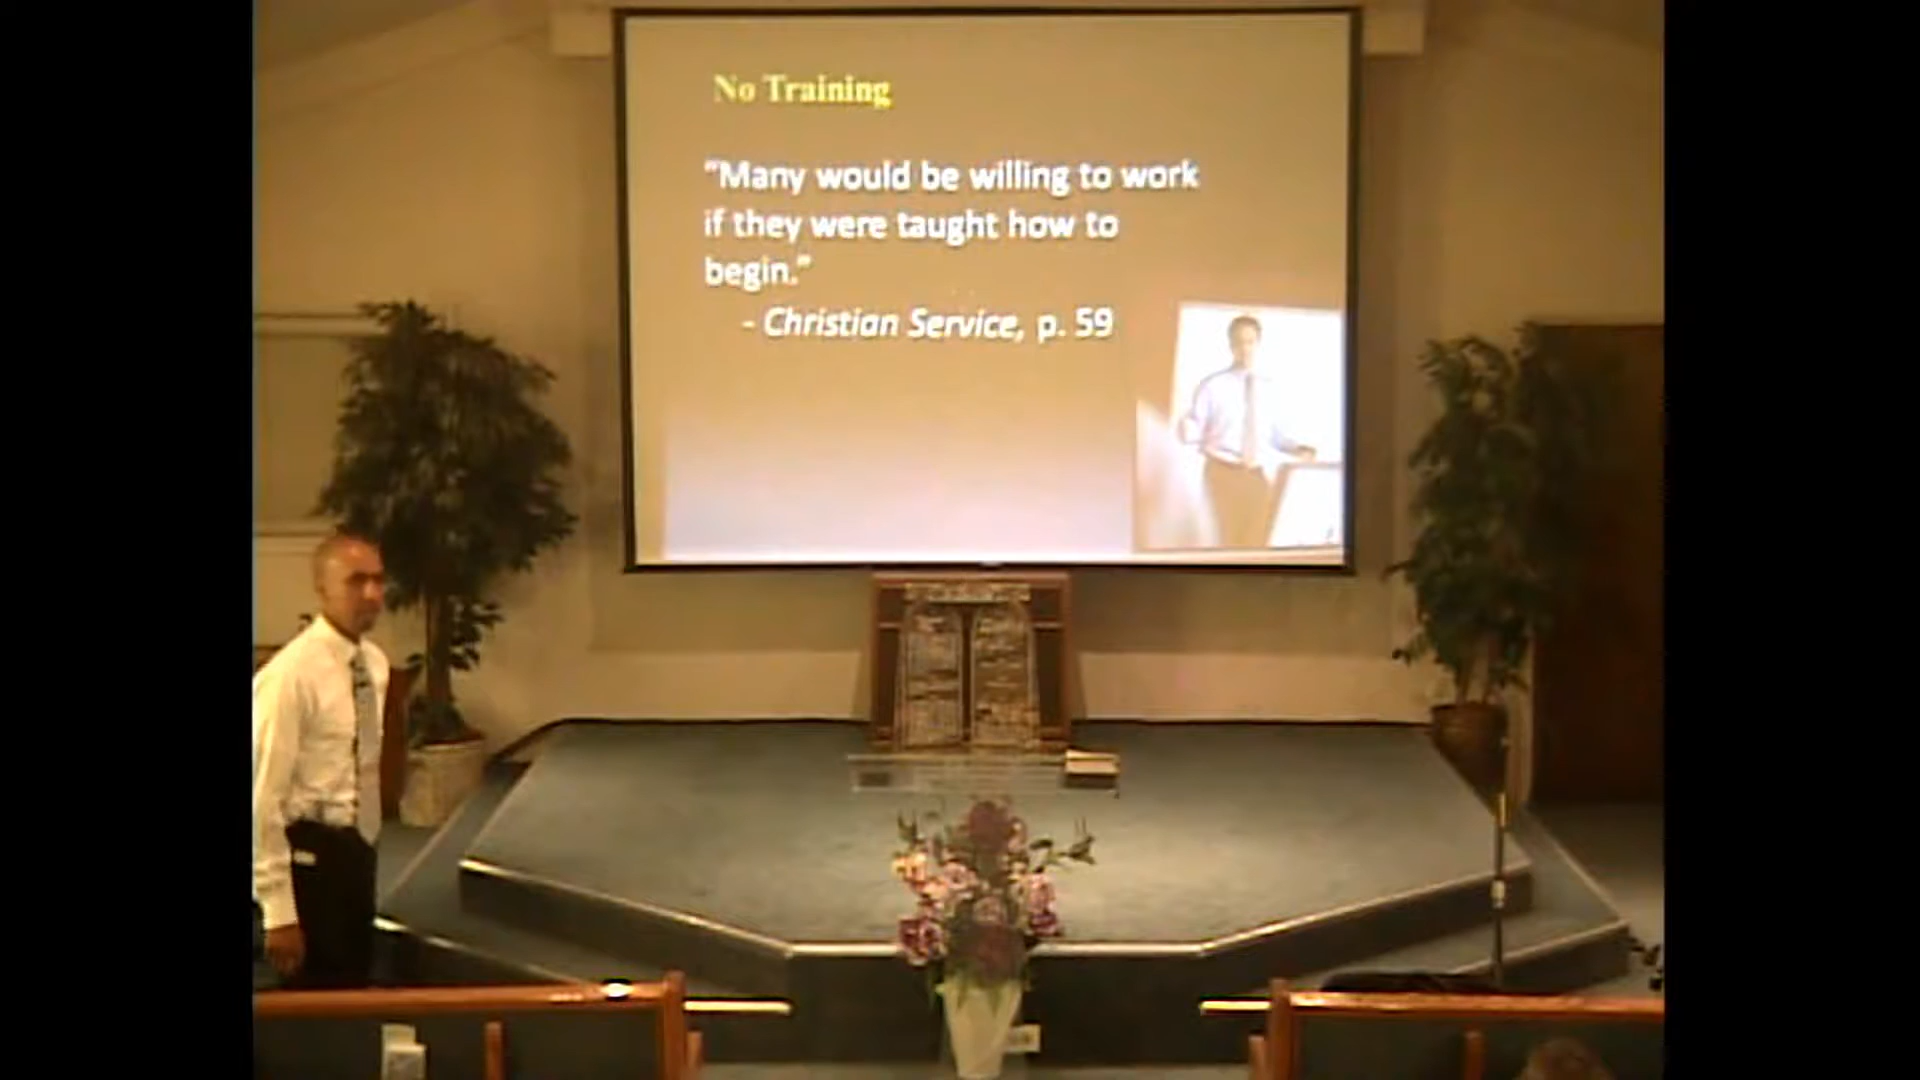 No Training
“Many would be willing to work
if they were taught how to
begin.”
- Christian Service, p. 59